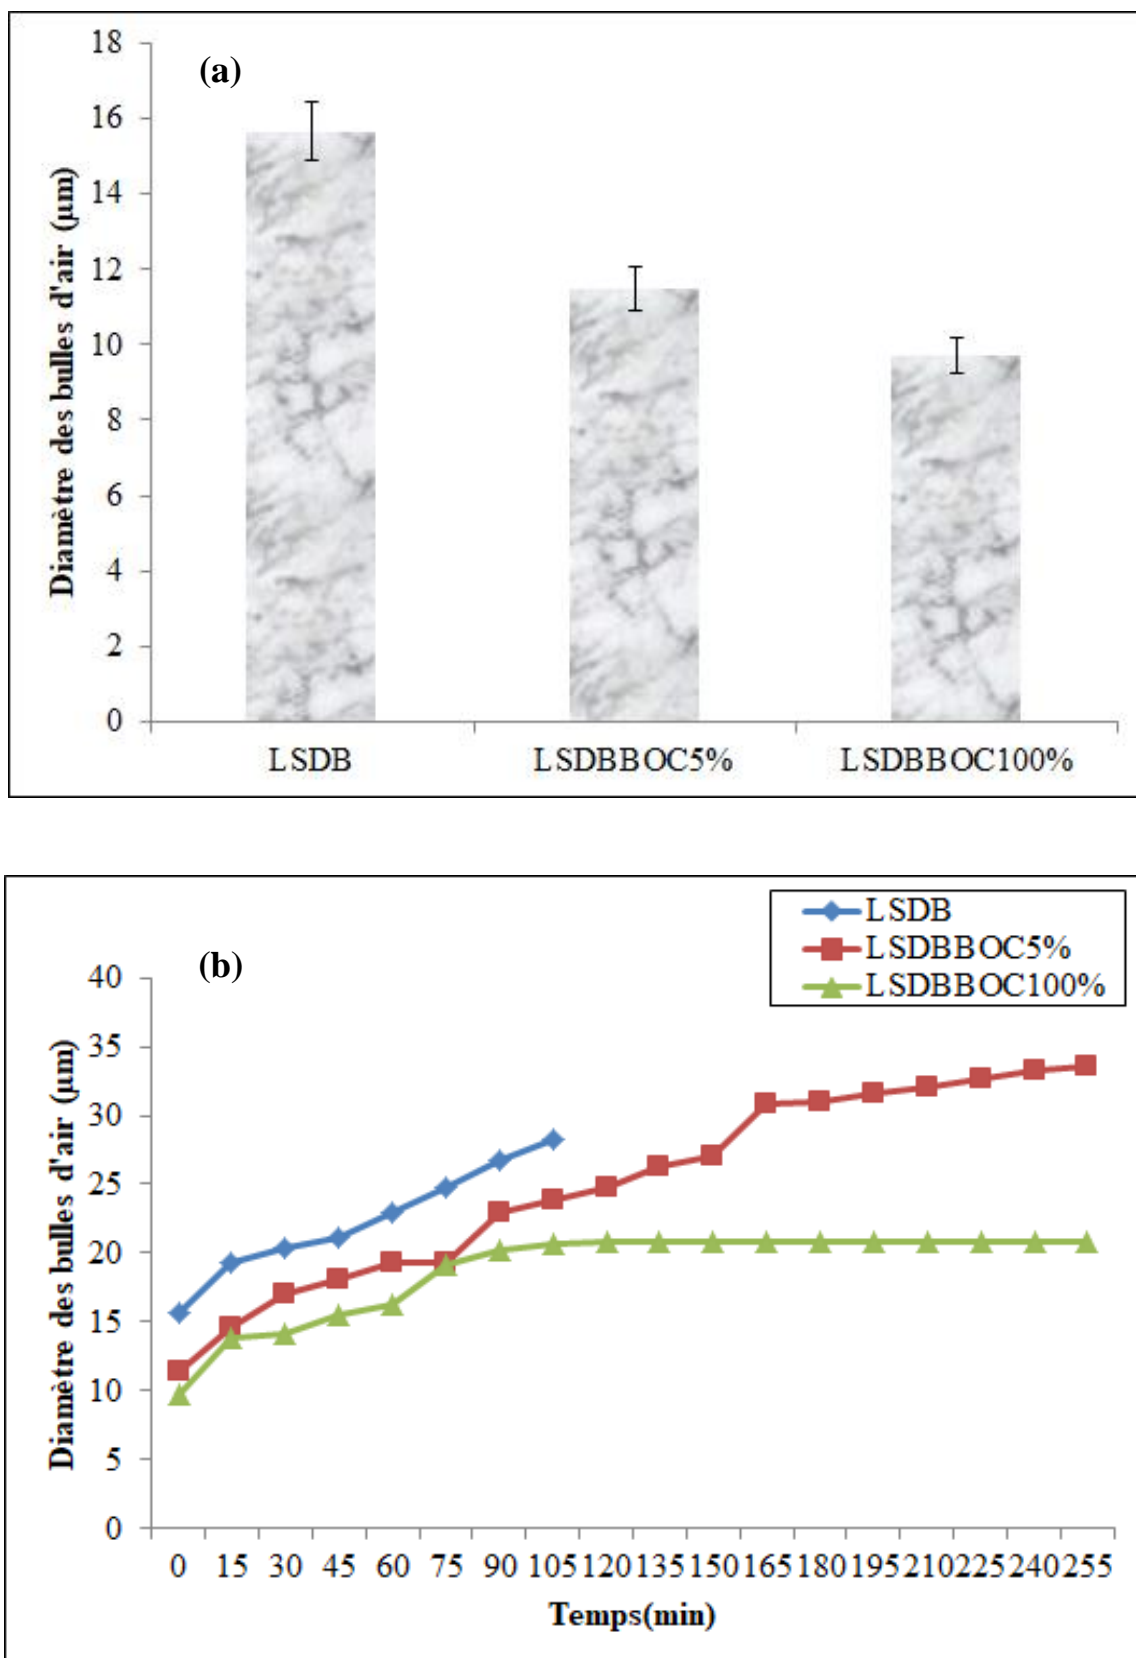 (a)
Diamètre des bulles d'air (µm)
18
16
14
12
10
8
6
4
2
0
LSDB LSDBBOC5% LSDBBOC100%
LSDB
LSDBBOC5%
LSDBBOC100%
(b)
Diamètre des bulles d'air (µm)
40
35
30
25
20
15
10
5
0
0 15 30 45 60 75 90 105 120 135 150 165 180 195 210 225 240 255
Temps(min)